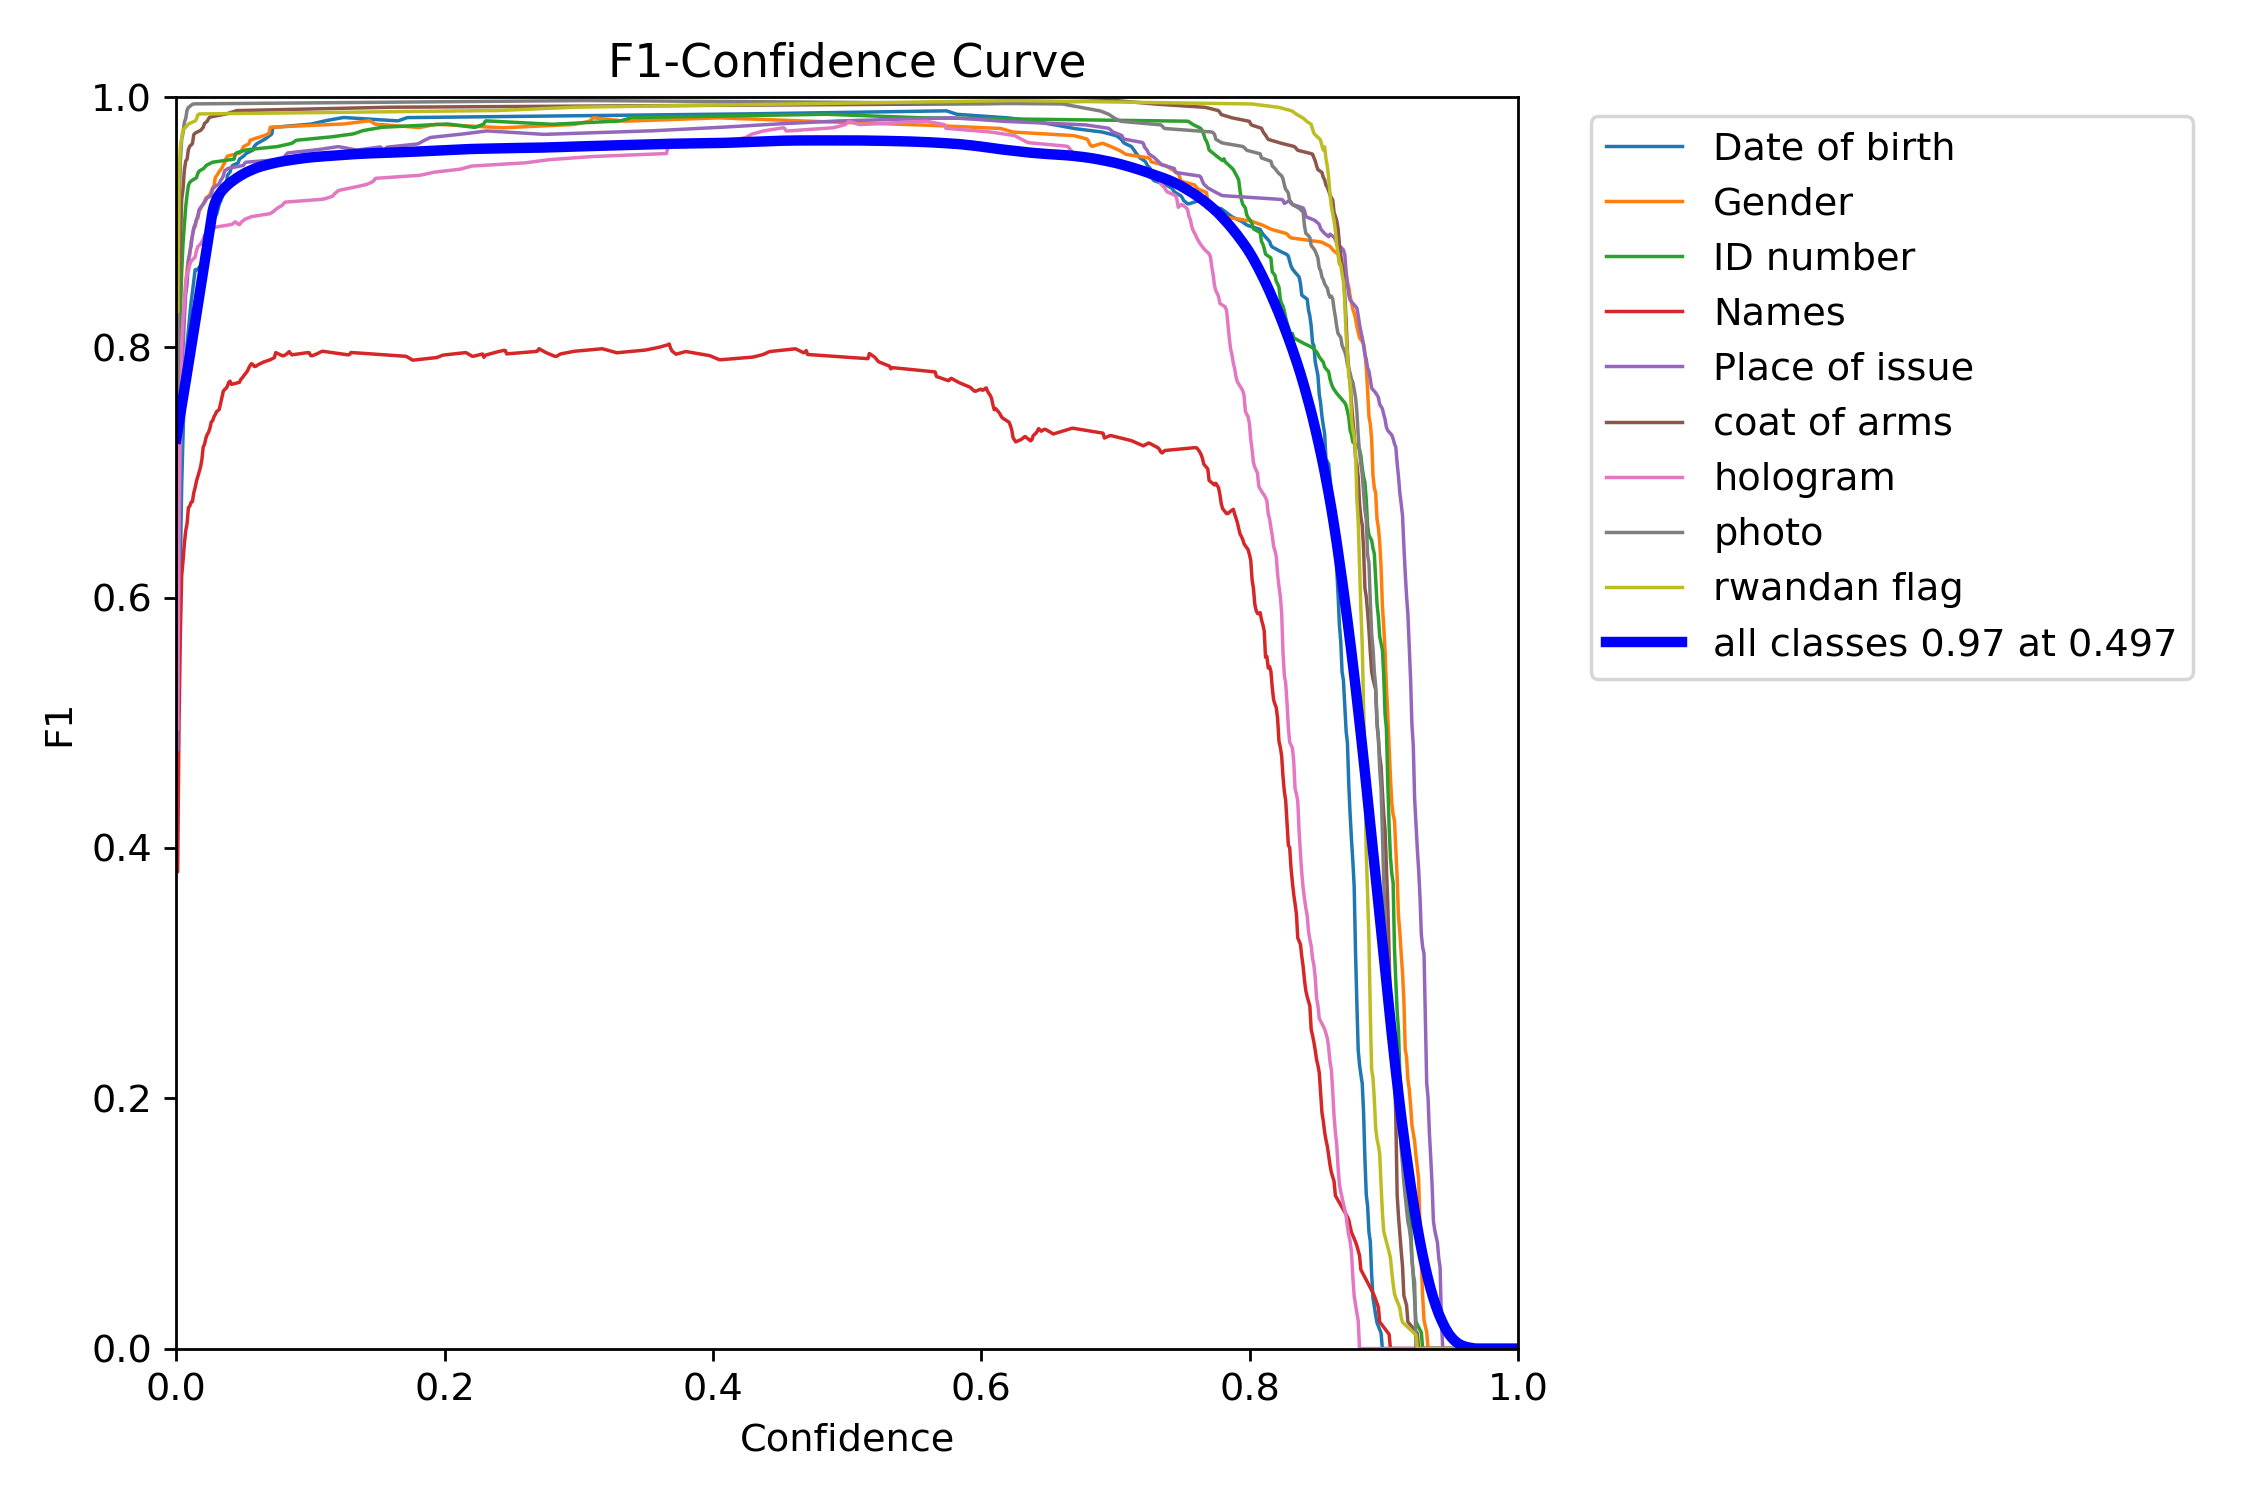 F1-Confidence Curve
1.0
0.8
0.6
0.4
0.2
0.0
F1
0.0 0.2 0.4 0.6 0.8 1.0
Confidence
Date of birth
Gender
ID number
Names
Place of issue
coat of arms
hologram
photo
rwandan flag
all classes 0.97 at 0.497